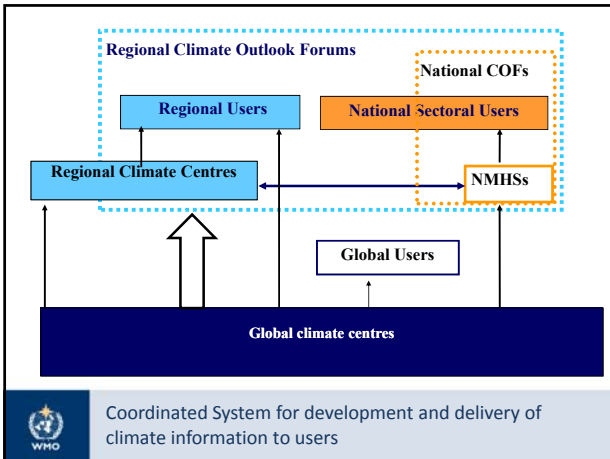 Regional Climate Outlook Forums
National COFs
Regional Users
National Sectoral Users
Regional Climate Centres
NMHSs
Global Users
Global climate centres
WMO
Coordinated System for development and delivery of
climate information to users